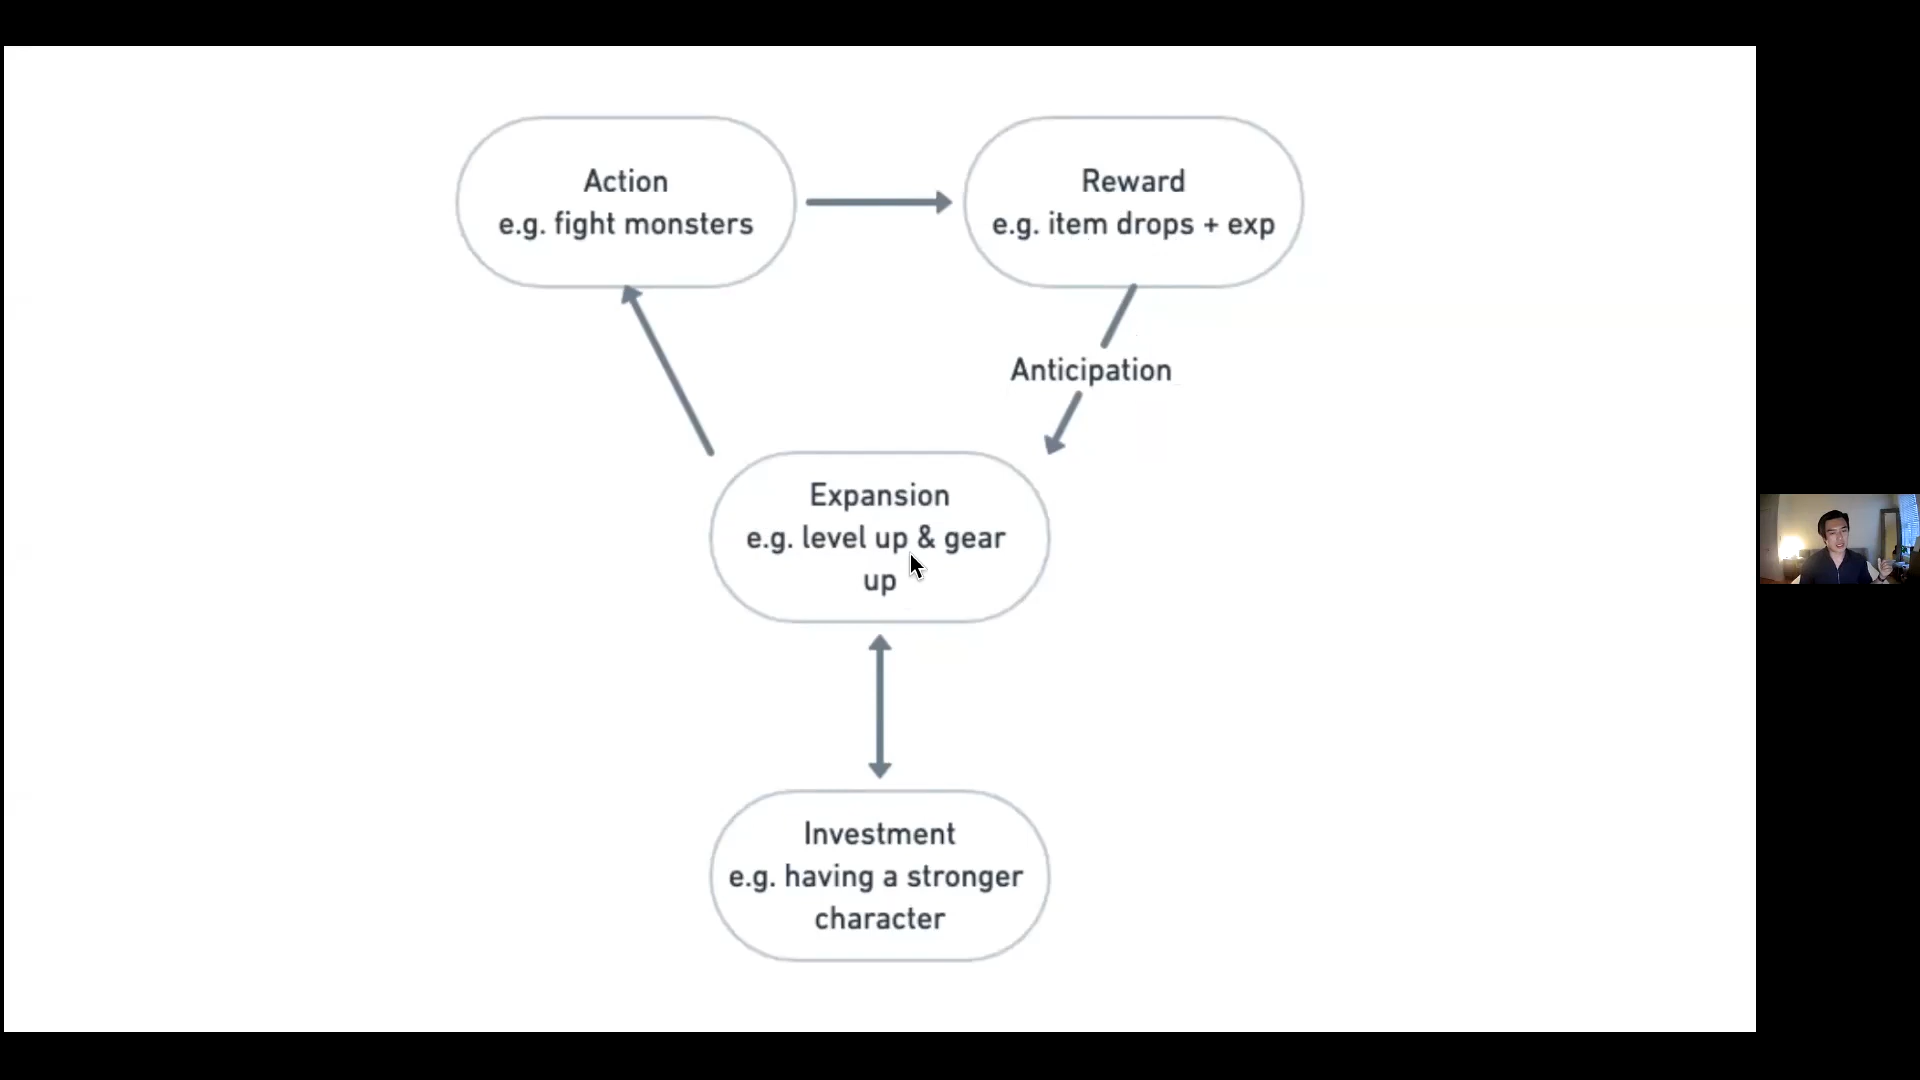 Action
e.g. fight monsters
Reward
e.g. item drops + exp
Anticipation
Expansion
e.g. level up & gear
up
Investment
e.g. having a stronger
character